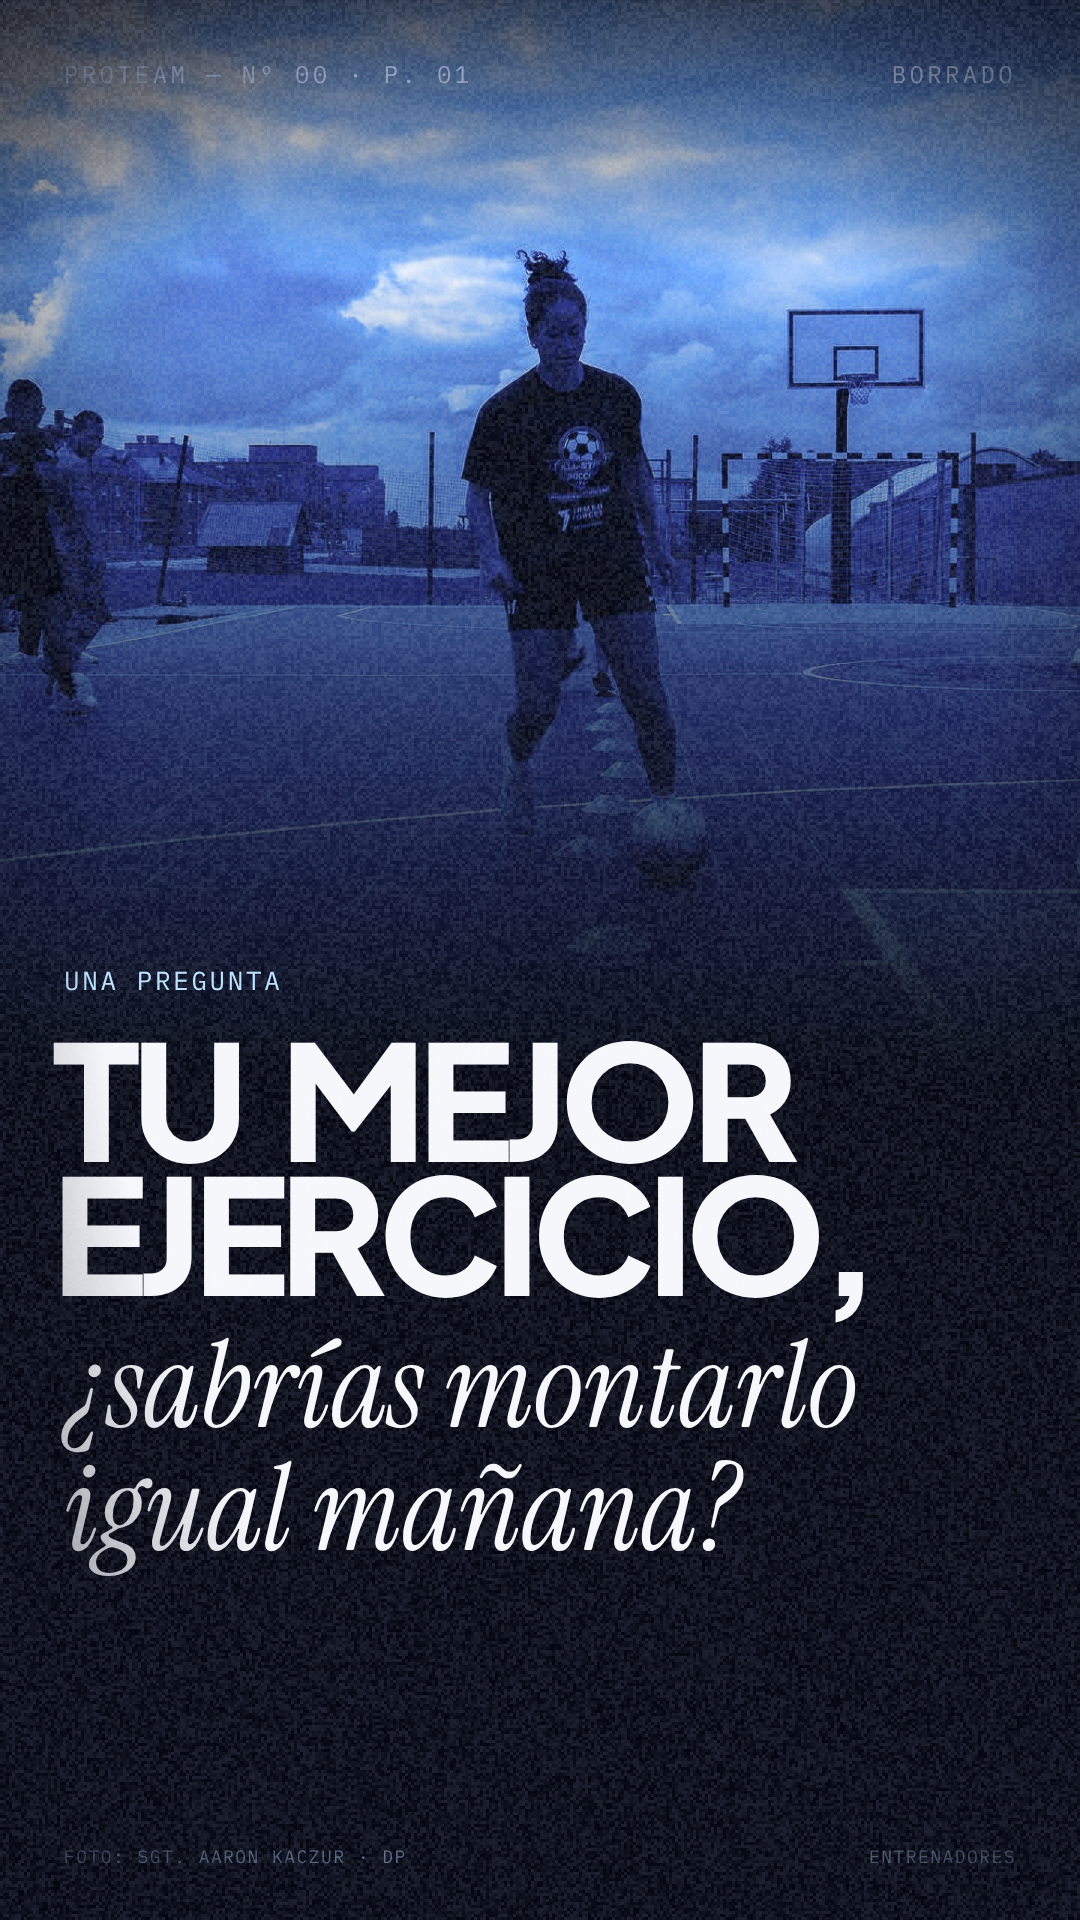 PROTEAM — Nº 00 · P. 01
BORRADO
UNA PREGUNTA
TU MEJOR
EJERCICIO,
¿sabrías montarlo
igual mañana?
FOTO: SGT. AARON KACZUR · DP
ENTRENADORES